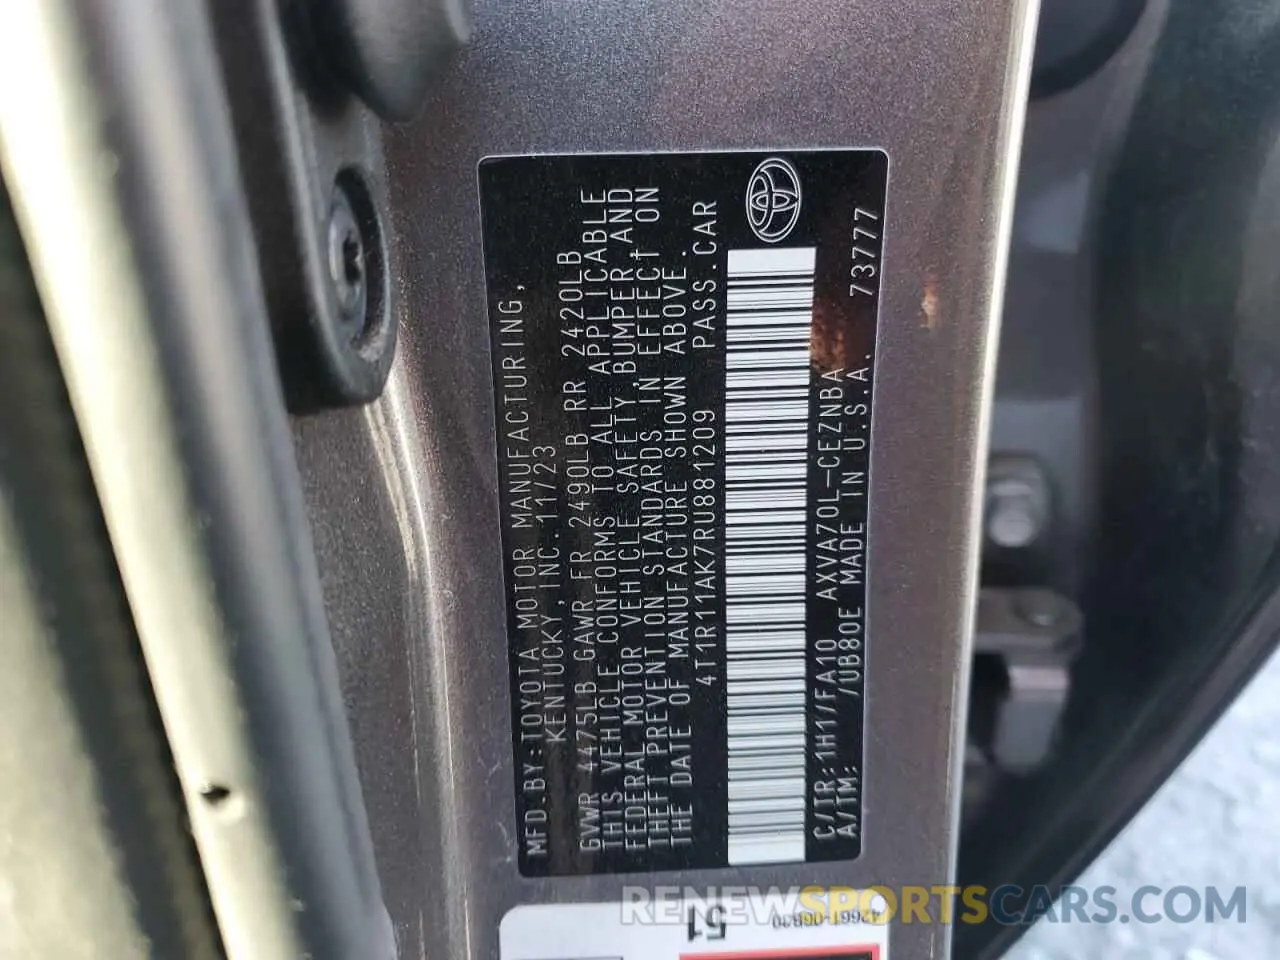 MFD.BY:TOYOTA MOTOR MANUFACTURING,
KENTUCKY, INC. 11/23
GVWR 4475LB GAWR FR 2490LB RR 2420LB
THIS VEHICLE CONFORMS TO ALL APPLICABLE
FEDERAL MOTOR VEHICLE SAFETY, BUMPER, AND
THEFT PREVENTION STANDARDS IN EFFECT ON
THE DATE OF MANUFACTURE SHOWN ABOVE.
4T1R11AK7RU881209 PASS.CAR
C/TR:1H1/FA10 AXVA70L-CEZNBA
A/TM: /UB80E MADE IN U.S.A. 73777
42661-06B30
51
RENEWSPORTSCARS.COM